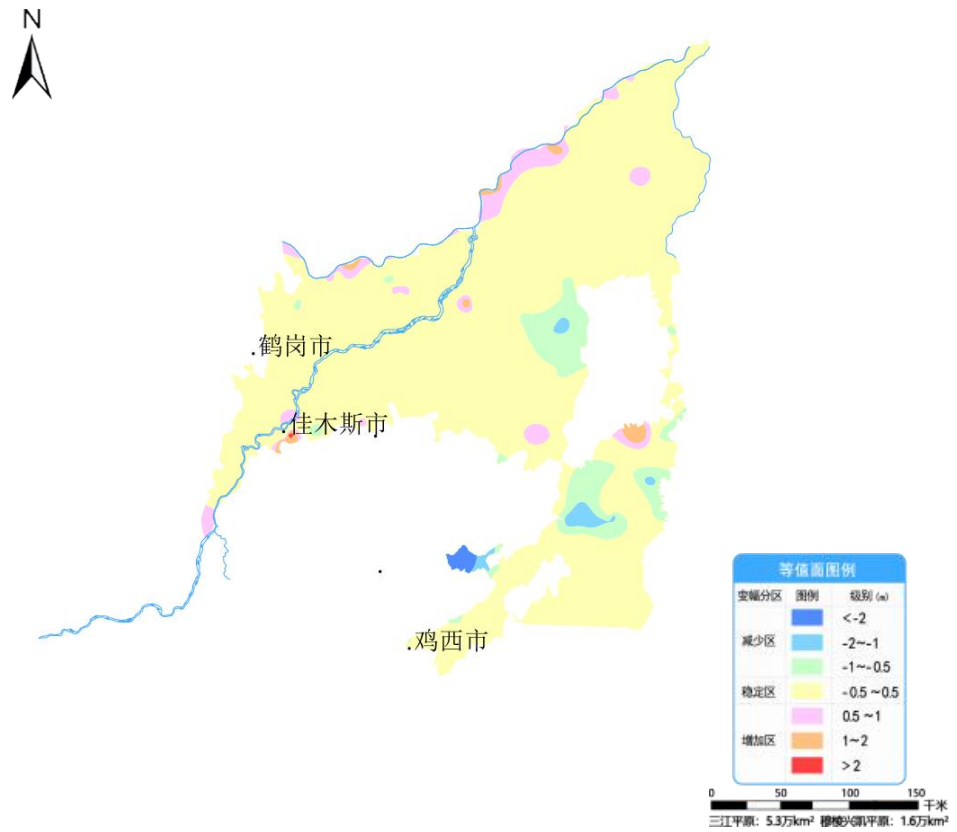 N
鹤岗市
佳木斯市
鸡西市
等值面图例
变幅分区 图例 级别 (m)
减少区
<-2
-2~-1
-1~-0.5
稳定区
-0.5~0.5
增加区
0.5~1
1~2
>2
0 50 100 150 千米
三江平原：5.3万km² 穆棱兴凯平原：1.6万km²